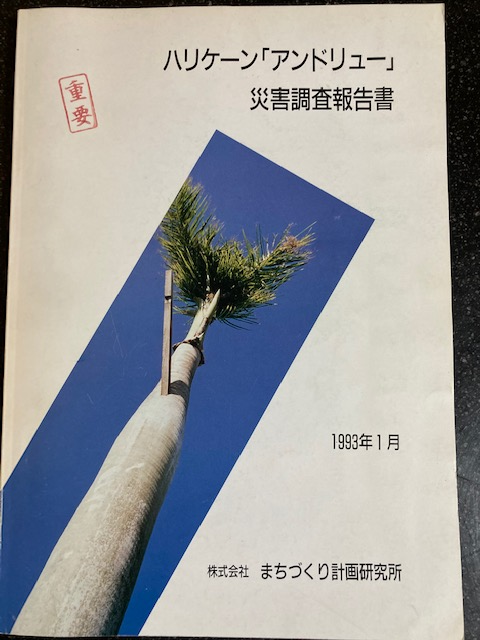 ハリケーン「アンドリュー」
災害調査報告書
重要
1993年1月
株式会社 まちづくり計画研究所